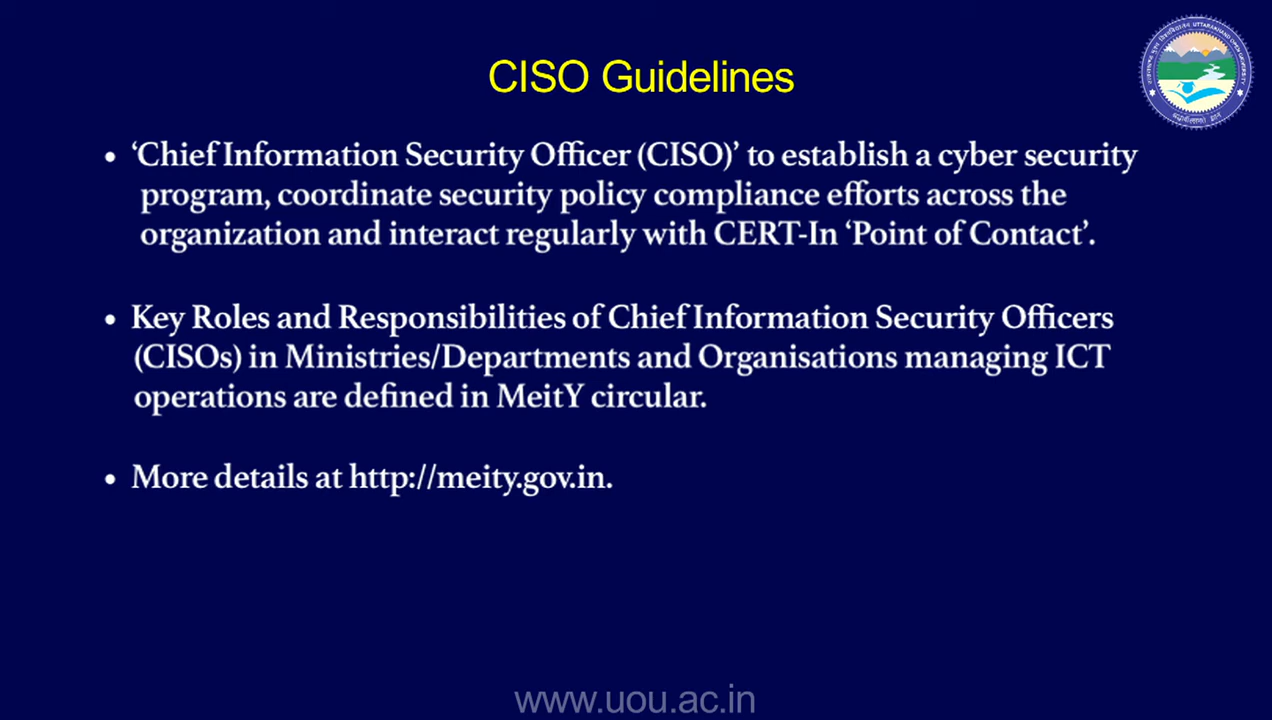 CISO Guidelines
UTTARAKHAND OPEN UNIVERSITY
• ‘Chief Information Security Officer (CISO)’ to establish a cyber security
program, coordinate security policy compliance efforts across the
organization and interact regularly with CERT-In ‘Point of Contact’.
• Key Roles and Responsibilities of Chief Information Security Officers
(CISOs) in Ministries/Departments and Organisations managing ICT
operations are defined in MeitY circular.
• More details at http://meity.gov.in.
www.uou.ac.in